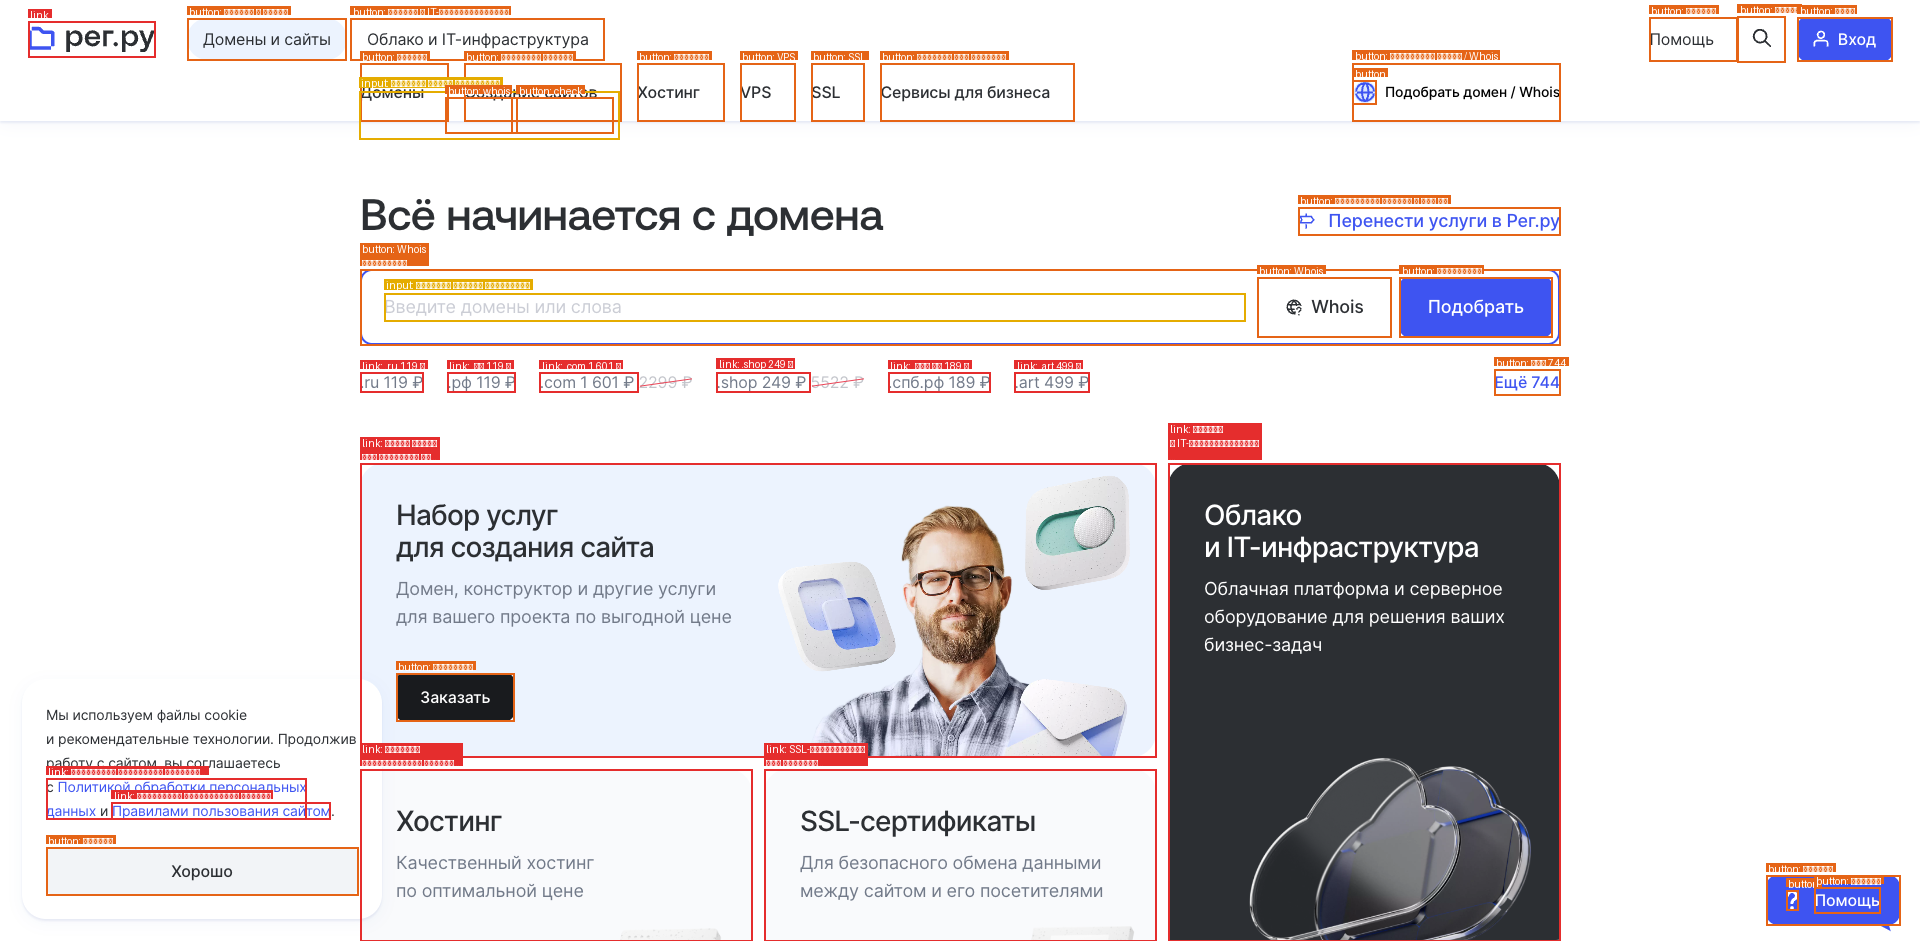 рег.ру
Домены и сайты
Облако и IT-инфраструктура
Помощь
Вход
Домены
Создание сайтов
Хостинг
VPS
SSL
Сервисы для бизнеса
Подобрать домен / Whois
Всё начинается с домена
Перенести услуги в Рег.ру
Введите домены или слова
Whois
Подобрать
.ru 119 ₽
.рф 119 ₽
.com 1 601 ₽ 2299 ₽
.shop 249 ₽ 5522 ₽
.спб.рф 189 ₽
.art 499 ₽
Ещё 744
Набор услуг
для создания сайта
Домен, конструктор и другие услуги
для вашего проекта по выгодной цене
Заказать
Облако
и IT-инфраструктура
Облачная платформа и серверное
оборудование для решения ваших
бизнес-задач
Мы используем файлы cookie
и рекомендательные технологии. Продолжив
работу с сайтом, вы соглашаетесь
с Политикой обработки персональных
данных и Правилами пользования сайтом.
Хорошо
Хостинг
Качественный хостинг
по оптимальной цене
SSL-сертификаты
Для безопасного обмена данными
между сайтом и его посетителями
? Помощь